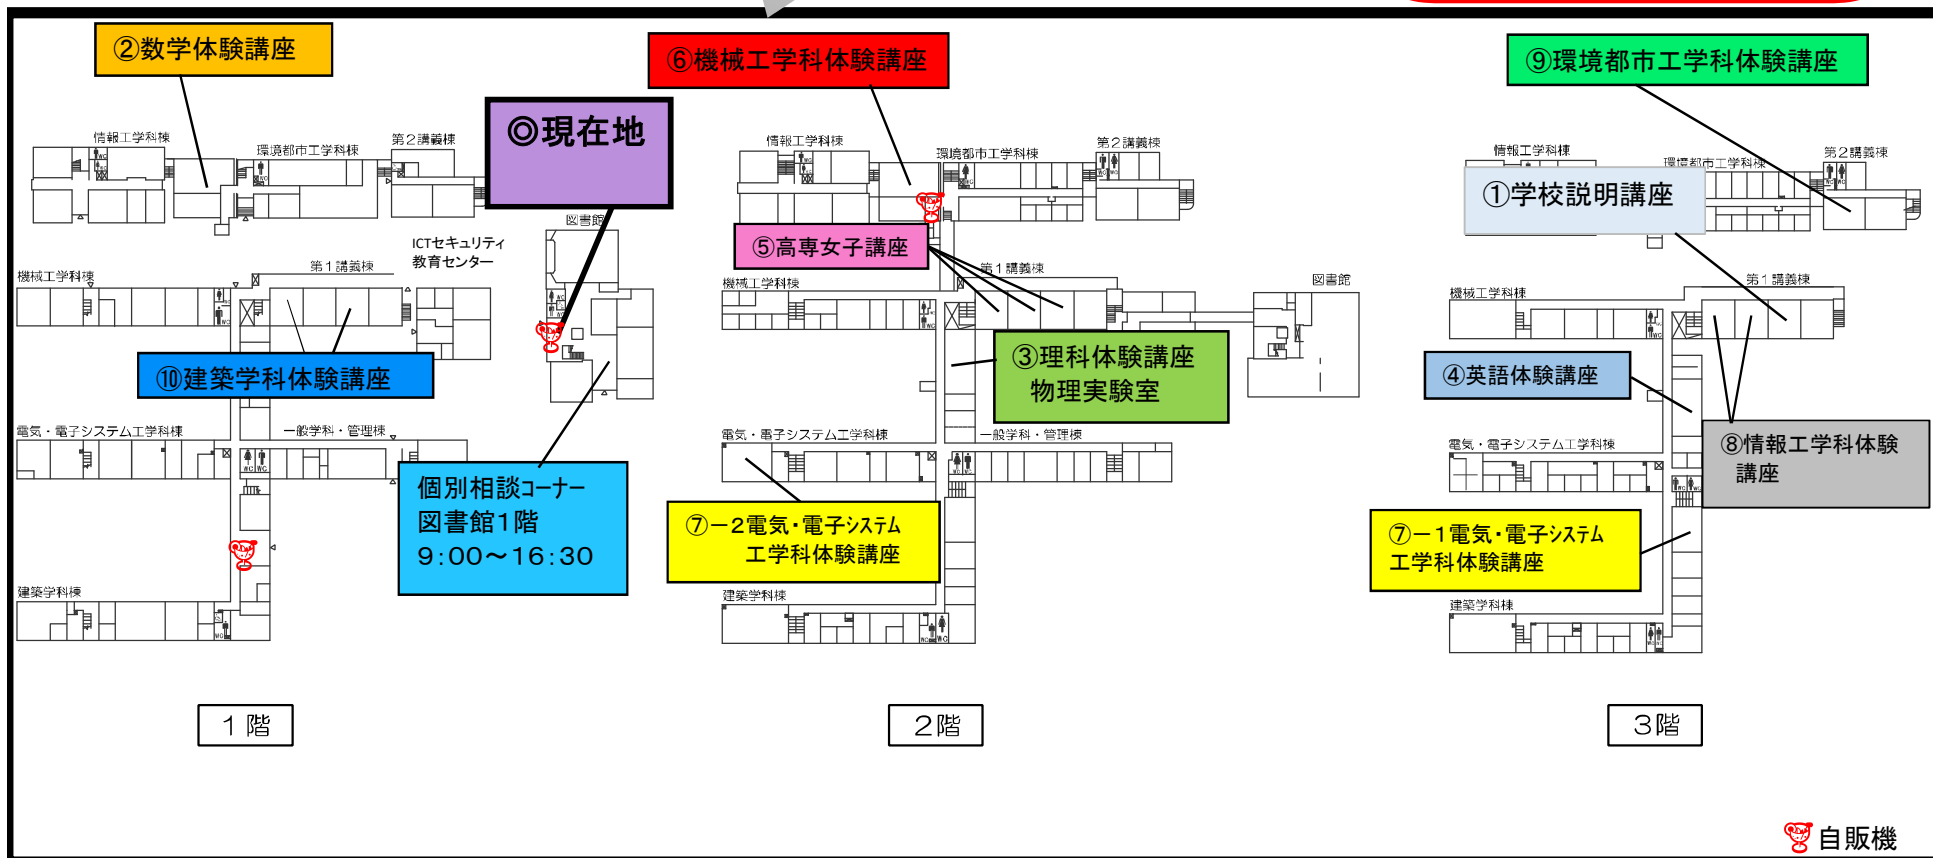 ②数学体験講座
⑥機械工学科体験講座
⑨環境都市工学科体験講座
◎現在地
情報工学科棟
環境都市工学科棟
第2講義棟
図書館
ICTセキュリティ
教育センター
機械工学科棟
第1講義棟
⑩建築学科体験講座
電気・電子システム工学科棟
一般学科・管理棟
個別相談コーナー
図書館1階
9:00～16:30
建築学科棟
1階
情報工学科棟
環境都市工学科棟
第2講義棟
⑤高専女子講座
機械工学科棟
第1講義棟
図書館
③理科体験講座
物理実験室
電気・電子システム工学科棟
一般学科・管理棟
⑦－2電気・電子システム
工学科体験講座
建築学科棟
2階
情報工学科棟
環境都市工学科棟
第2講義棟
①学校説明講座
機械工学科棟
第1講義棟
④英語体験講座
⑧情報工学科体験
講座
電気・電子システム工学科棟
⑦－1電気・電子システム
工学科体験講座
建築学科棟
3階
自販機